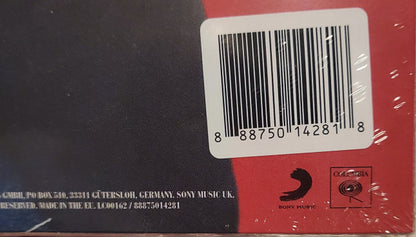 8 88750 14281 8
GMBH, PO BOX 510, 33311 GÜTERSLOH, GERMANY. SONY MUSIC UK.
RESERVED. MADE IN THE EU. LC00162 / 88875014281
SONY MUSIC
COLUMBIA